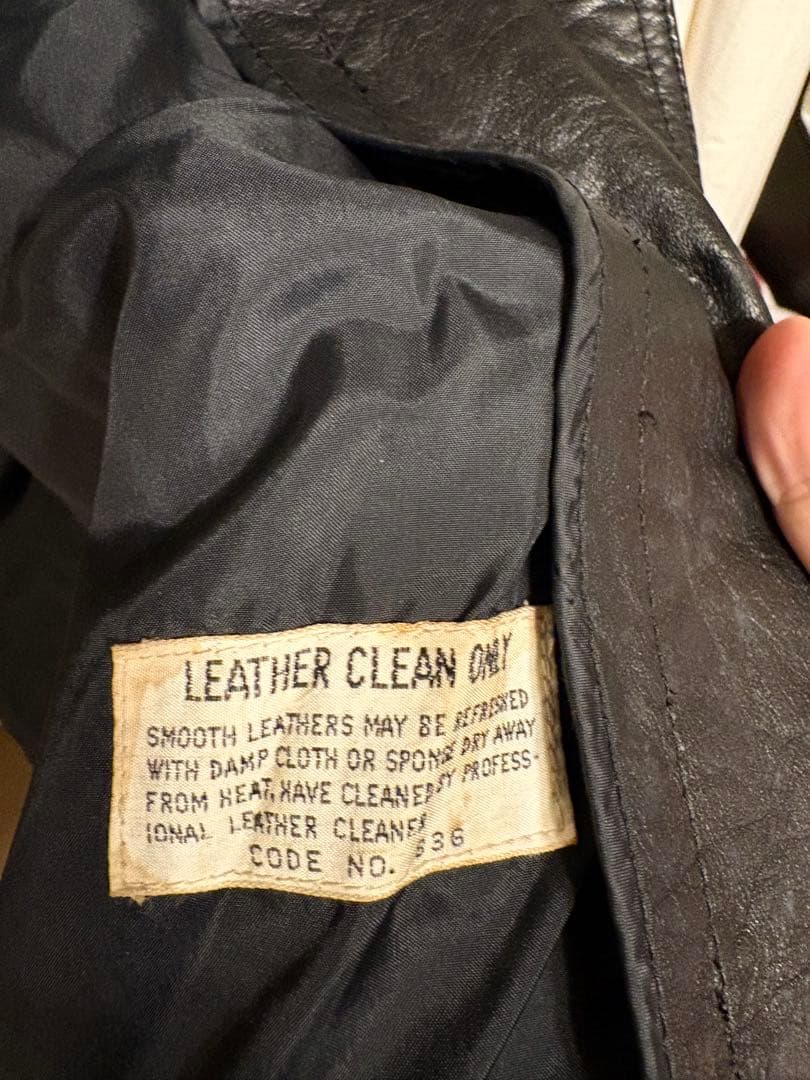 LEATHER CLEAN ONLY
SMOOTH LEATHERS MAY BE REFRESHED
WITH DAMP CLOTH OR SPONGE DRY AWAY
FROM HEAT, HAVE CLEANED BY PROFESS-
IONAL LEATHER CLEANER
CODE NO.